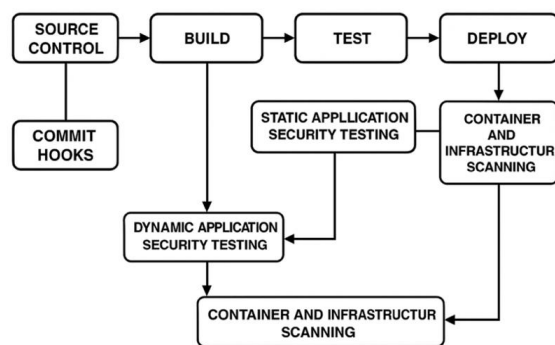 SOURCE
CONTROL
BUILD
TEST
DEPLOY
COMMIT
HOOKS
STATIC APPLLICATION
SECURITY TESTING
CONTAINER
AND
INFRASTRUCTUR
SCANNING
DYNAMIC APPLICATION
SECURITY TESTING
CONTAINER AND INFRASTRUCTUR
SCANNING